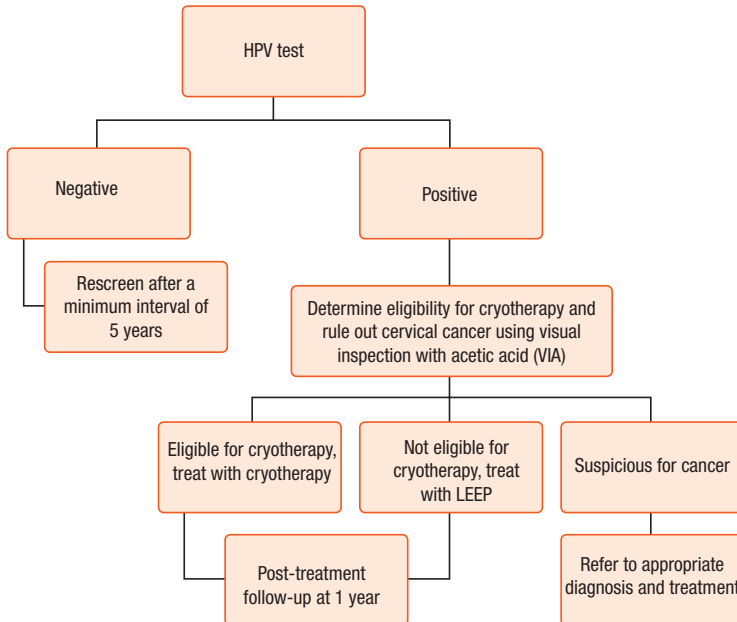 HPV test
Negative
Positive
Rescreen after a
minimum interval of
5 years
Determine eligibility for cryotherapy and
rule out cervical cancer using visual
inspection with acetic acid (VIA)
Eligible for cryotherapy,
treat with cryotherapy
Not eligible for
cryotherapy, treat
with LEEP
Suspicious for cancer
Post-treatment
follow-up at 1 year
Refer to appropriate
diagnosis and treatment